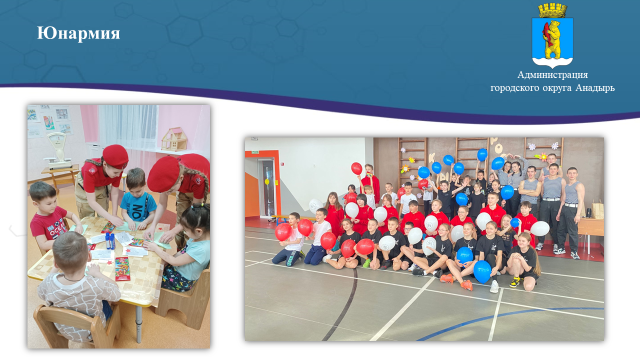 Юнармия
Администрация
городского округа Анадырь